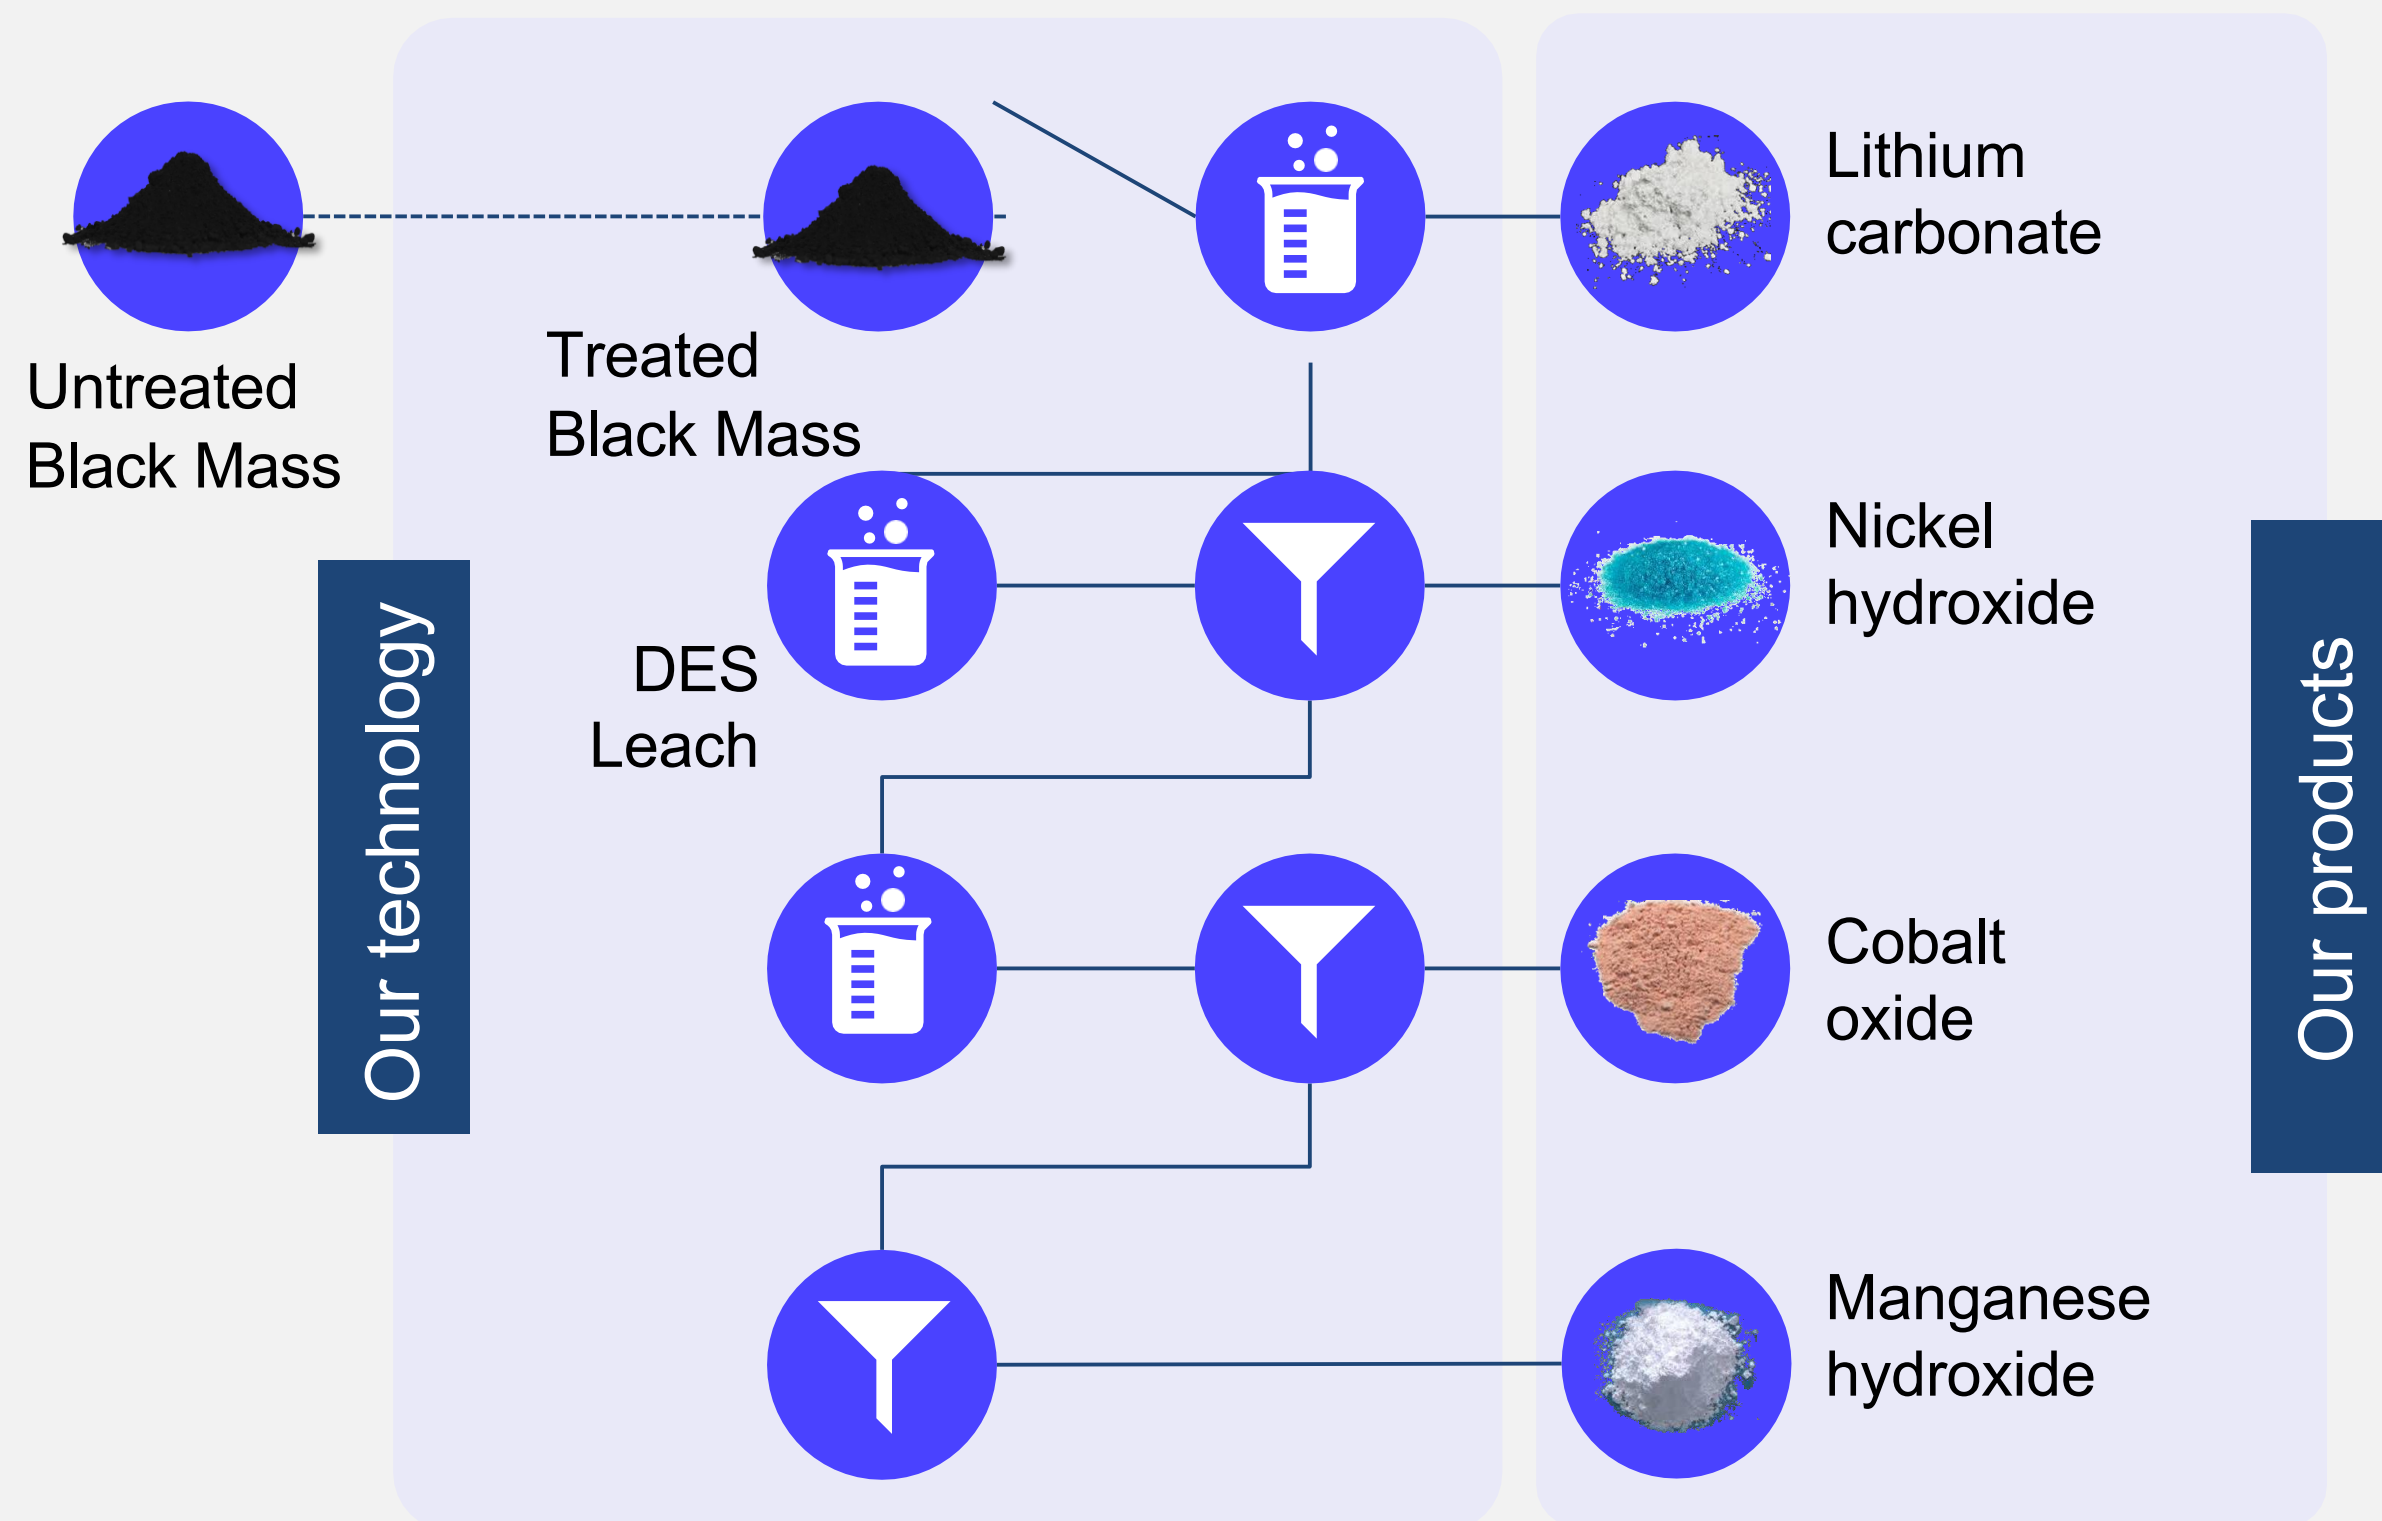 Untreated
Black Mass
Our technology
Treated
Black Mass
DES
Leach
Lithium
carbonate
Nickel
hydroxide
Cobalt
oxide
Manganese
hydroxide
Our products